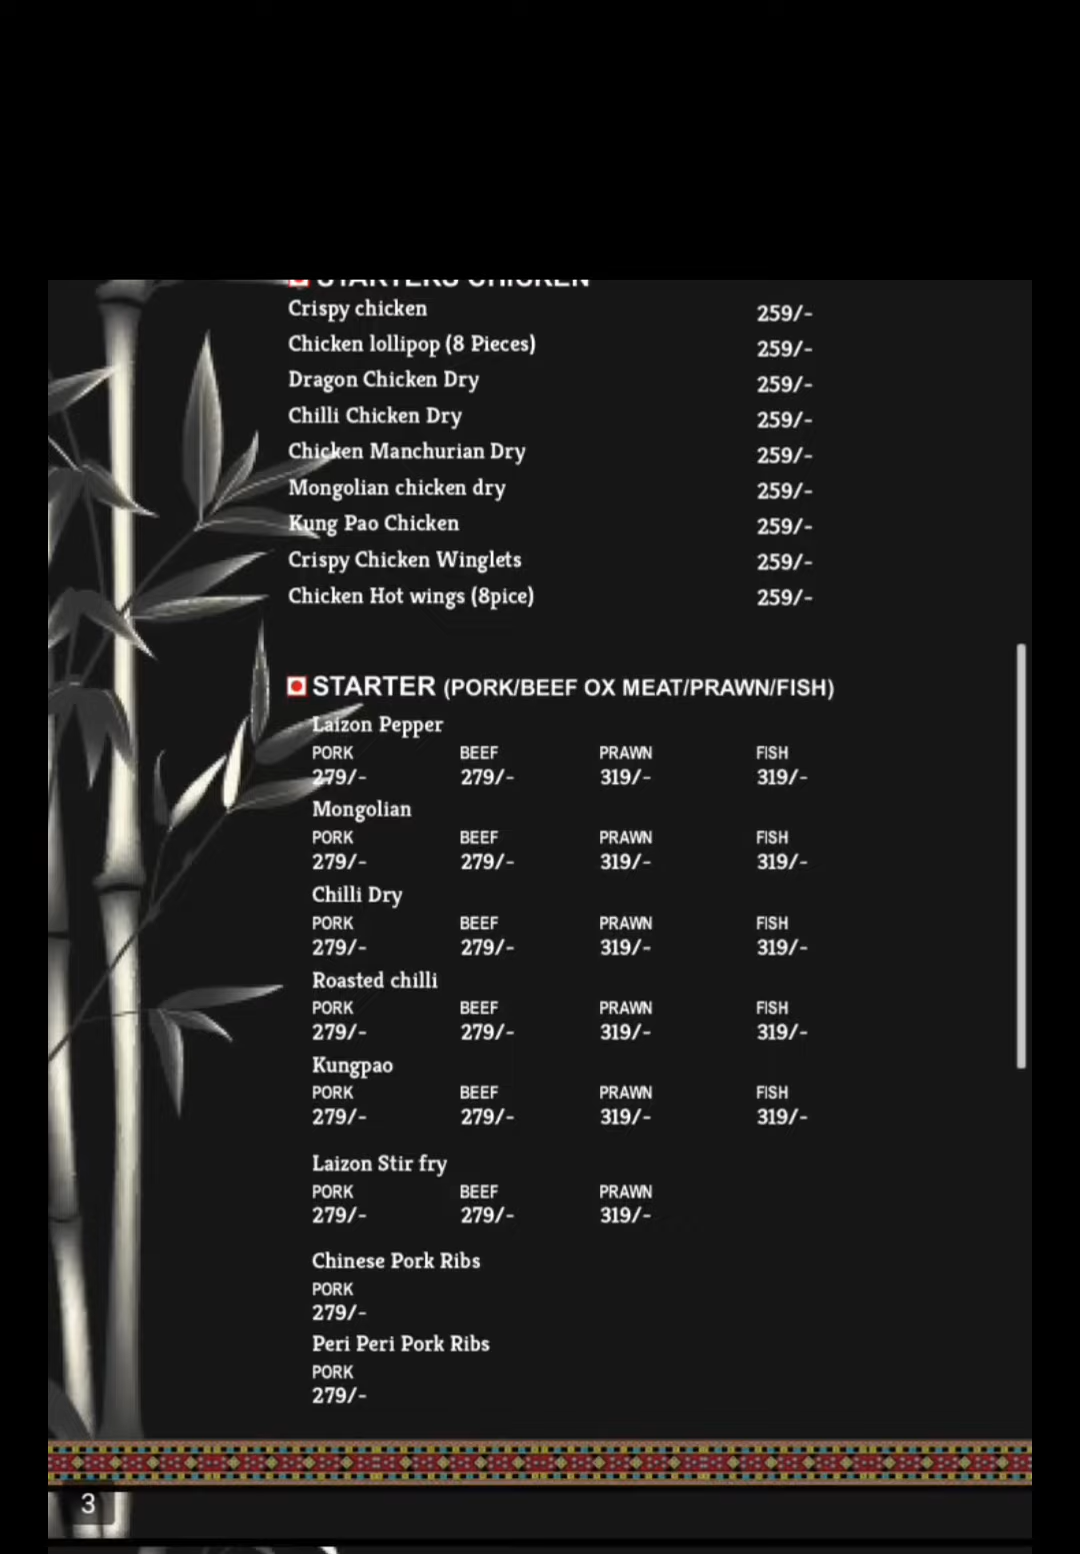 STARTERS CHICKEN
Crispy chicken 259/-
Chicken lollipop (8 Pieces) 259/-
Dragon Chicken Dry 259/-
Chilli Chicken Dry 259/-
Chicken Manchurian Dry 259/-
Mongolian chicken dry 259/-
Kung Pao Chicken 259/-
Crispy Chicken Winglets 259/-
Chicken Hot wings (8pice) 259/-
STARTER (PORK/BEEF OX MEAT/PRAWN/FISH)
Laizon Pepper
PORK BEEF PRAWN FISH
279/- 279/- 319/- 319/-
Mongolian
PORK BEEF PRAWN FISH
279/- 279/- 319/- 319/-
Chilli Dry
PORK BEEF PRAWN FISH
279/- 279/- 319/- 319/-
Roasted chilli
PORK BEEF PRAWN FISH
279/- 279/- 319/- 319/-
Kungpao
PORK BEEF PRAWN FISH
279/- 279/- 319/- 319/-
Laizon Stir fry
PORK BEEF PRAWN
279/- 279/- 319/-
Chinese Pork Ribs
PORK
279/-
Peri Peri Pork Ribs
PORK
279/-
3